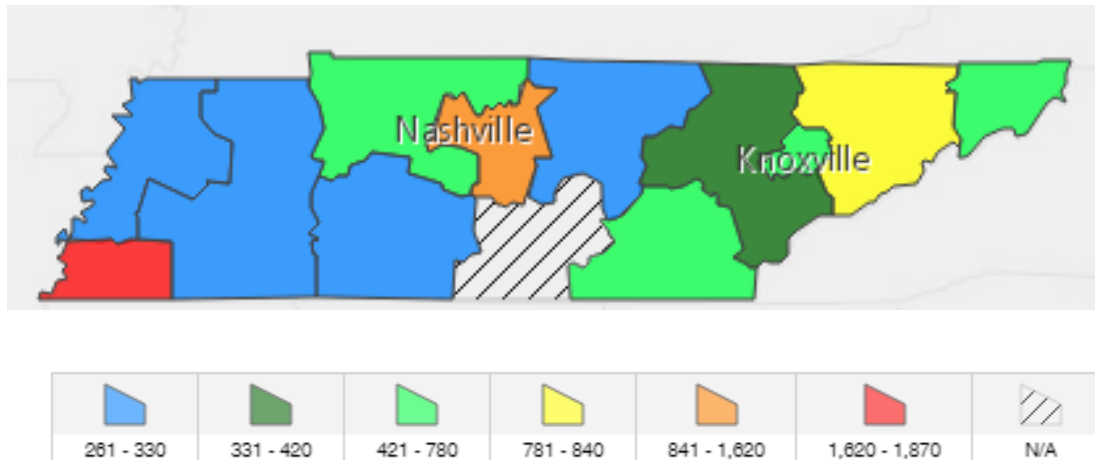 Nashville
Knoxville
261 - 330
331 - 420
421 - 780
781 - 840
841 - 1,620
1,620 - 1,870
N/A